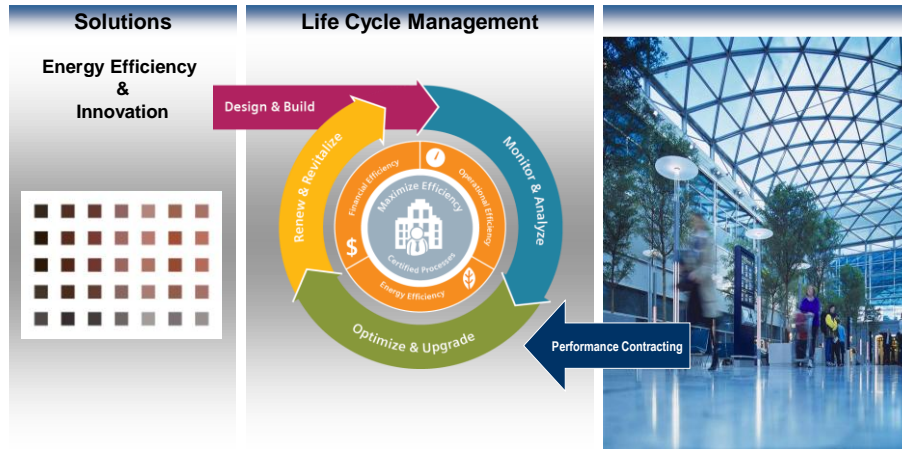 Solutions
Energy Efficiency
&
Innovation
Life Cycle Management
Design & Build
Monitor & Analyze
Optimize & Upgrade
Renew & Revitalize
Financial Efficiency
Operational Efficiency
$
Energy Efficiency
Maximize Efficiency
Certified Processes
Performance Contracting